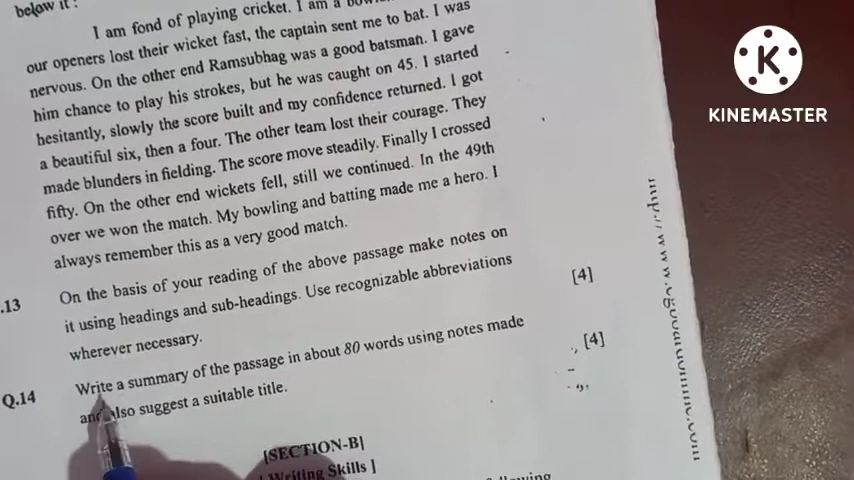 below it :
I am fond of playing cricket. I am a
our openers lost their wicket fast, the captain sent me to bat. I was
nervous. On the other end Ramsubhag was a good batsman. I gave
him chance to play his strokes, but he was caught on 45. I started
hesitantly, slowly the score built and my confidence returned. I got
a beautiful six, then a four. The other team lost their courage. They
made blunders in fielding. The score move steadily. Finally I crossed
fifty. On the other end wickets fell, still we continued. In the 49th
over we won the match. My bowling and batting made me a hero. I
always remember this as a very good match.
.13 On the basis of your reading of the above passage make notes on
it using headings and sub-headings. Use recognizable abbreviations
wherever necessary. [4]
Q.14 Write a summary of the passage in about 80 words using notes made
and also suggest a suitable title. [4]
[SECTION-B]
Writing Skills ]
K
KINEMASTER